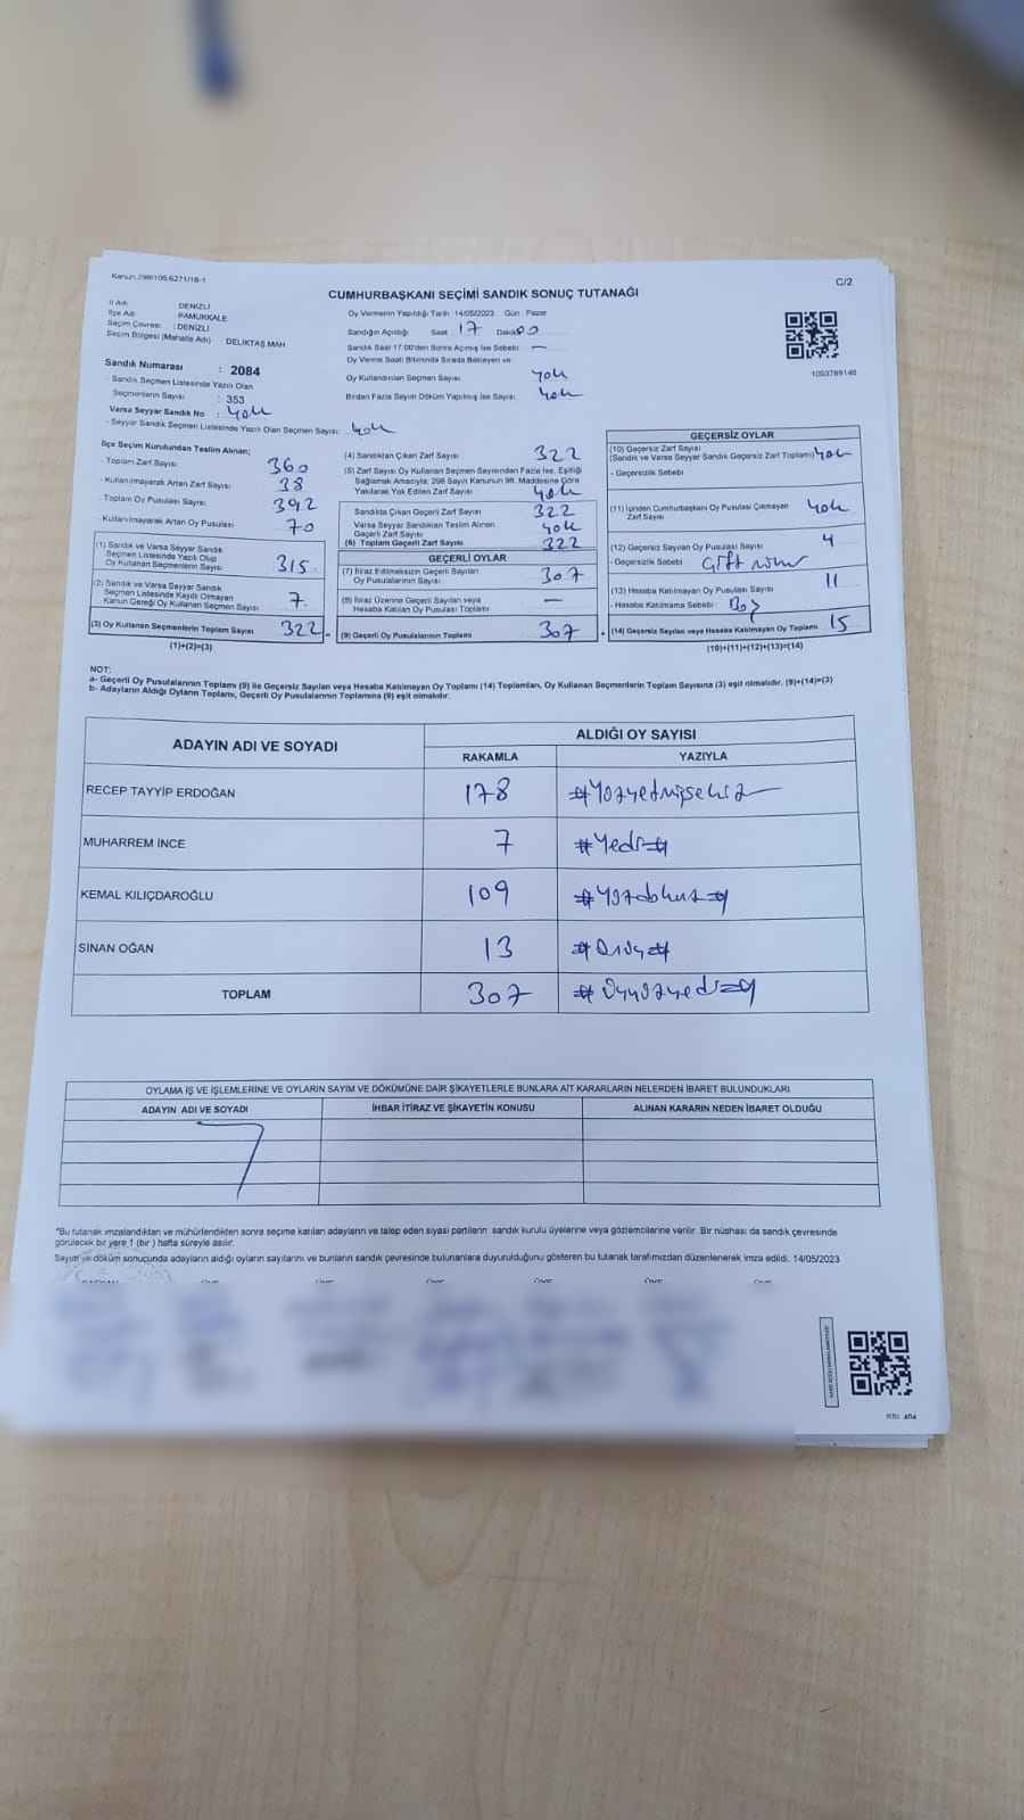 C/2
CUMHURBAŞKANI SEÇİMİ SANDIK SONUÇ TUTANAĞI
İl Adı: DENİZLİ
İlçe Adı: PAMUKKALE
Seçim Çevresi: DENİZLİ
Seçim Bölgesi (Mahalle Adı) : DELİKTAŞ MAH
Sandık Numarası : 2084
- Sandık Seçmen Listesinde Yazılı Olan
Seçmenlerin Sayısı : 353
Varsa Seyyar Sandık No : yok
- Seyyar Sandık Seçmen Listesinde Yazılı Olan Seçmen Sayısı: yok
Oy Vermenin Yapıldığı Tarih: 14/05/2023 Gün: Pazar
Sandığın Açıldığı Saat 17 Dakika 00
Sandık Saat 17:00'den Sonra Açılmış İse Sebebi: —
Oy Verme Saati Bitiminde Sırada Bekleyen ve
Oy Kullandırılan Seçmen Sayısı: yok
Birden Fazla Sayım Döküm Yapılmış İse Sayısı: yok
İlçe Seçim Kurulundan Teslim Alınan;
- Toplam Zarf Sayısı: 360
- Kullanılmayarak Artan Zarf Sayısı: 38
- Toplam Oy Pusulası Sayısı: 392
- Kullanılmayarak Artan Oy Pusulası: 70
(1) Sandık ve Varsa Seyyar Sandık
Seçmen Listesinde Yazılı Olup
Oy Kullanan Seçmenlerin Sayısı: 315
(2) Sandık ve Varsa Seyyar Sandık
Seçmen Listesinde Kayıtlı Olmayan
Kanun Gereği Oy Kullanan Seçmen Sayısı: 7
(3) Oy Kullanan Seçmenlerin Toplam Sayısı 322
(1)+(2)=(3)
(4) Sandıktan Çıkan Zarf Sayısı: 322
(5) Zarf Sayısı Oy Kullanan Seçmen Sayısından Fazla İse, Eşitliği
Sağlamak Amacıyla, 298 Sayılı Kanunun 98. Maddesine Göre
Yakılarak Yok Edilen Zarf Sayısı: yok
Sandıkta Çıkan Geçerli Zarf Sayısı: 322
Varsa Seyyar Sandıktan Teslim Alınan
Geçerli Zarf Sayısı: yok
(6) Toplam Geçerli Zarf Sayısı: 322
GEÇERLİ OYLAR
(7) İtiraz Edilmeksizin Geçerli Sayılan
Oy Pusulalarının Sayısı: 307
(8) İtiraz Üzerine Geçerli Sayılan veya
Hesaba Katılan Oy Pusulası Toplamı: —
(9) Geçerli Oy Pusulalarının Toplamı 307
GEÇERSİZ OYLAR
(10) Geçersiz Zarf Sayısı
(Sandık ve Varsa Seyyar Sandık Geçersiz Zarf Toplamı) yok
- Geçersizlik Sebebi
(11) İçinden Cumhurbaşkanı Oy Pusulası Çıkmayan
Zarf Sayısı yok
(12) Geçersiz Sayılan Oy Pusulası Sayısı 4
- Geçersizlik Sebebi
(13) Hesaba Katılmayan Oy Pusulası Sayısı 11
- Hesaba Katılmama Sebebi: Boş
(14) Geçersiz Sayılan veya Hesaba Katılmayan Oy Toplamı 15
(10)+(11)+(12)+(13)=(14)
NOT:
a- Geçerli Oy Pusulalarının Toplamı (9) ile Geçersiz Sayılan veya Hesaba Katılmayan Oy Toplamı (14) Toplamları, Oy Kullanan Seçmenlerin Toplam Sayısına (3) eşit olmalıdır. (9)+(14)=(3)
b- Adayların Aldığı Oyların Toplamı, Geçerli Oy Pusulalarının Toplamına (9) eşit olmalıdır.
ADAYIN ADI VE SOYADI ALDIĞI OY SAYISI
RAKAMLA YAZIYLA
RECEP TAYYİP ERDOĞAN 178 #Yüzyetmişsekiz
MUHARREM İNCE 7 #Yedi#
KEMAL KILIÇDAROĞLU 109 #Yüzdokuz#
SİNAN OĞAN 13 #Onüç#
TOPLAM 307 #Üçyüzyedi#
OYLAMA İŞ VE İŞLEMLERİNE VE OYLARIN SAYIM VE DÖKÜMÜNE DAİR ŞİKAYETLERLE BUNLARA AİT KARARLARIN NELERDEN İBARET BULUNDUKLARI
ADAYIN ADI VE SOYADI İHBAR İTİRAZ VE ŞİKAYETİN KONUSU ALINAN KARARIN NEDEN İBARET OLDUĞU
*Bu tutanak imzalandıktan ve mühürlendikten sonra seçime katılan adayların ve talep eden siyasi partilerin sandık kurulu üyelerine veya gözlemcilerine verilir. Bir nüshası da sandık çevresinde
görülecek bir yere 1 (bir) hafta süreyle asılır.
Sayım ve döküm sonucunda adayların aldığı oyların sayılarını ve bunların sandık çevresinde bulunanlara duyurulduğunu gösteren bu tutanak tarafımızdan düzenlenerek imza edildi. 14/05/2023